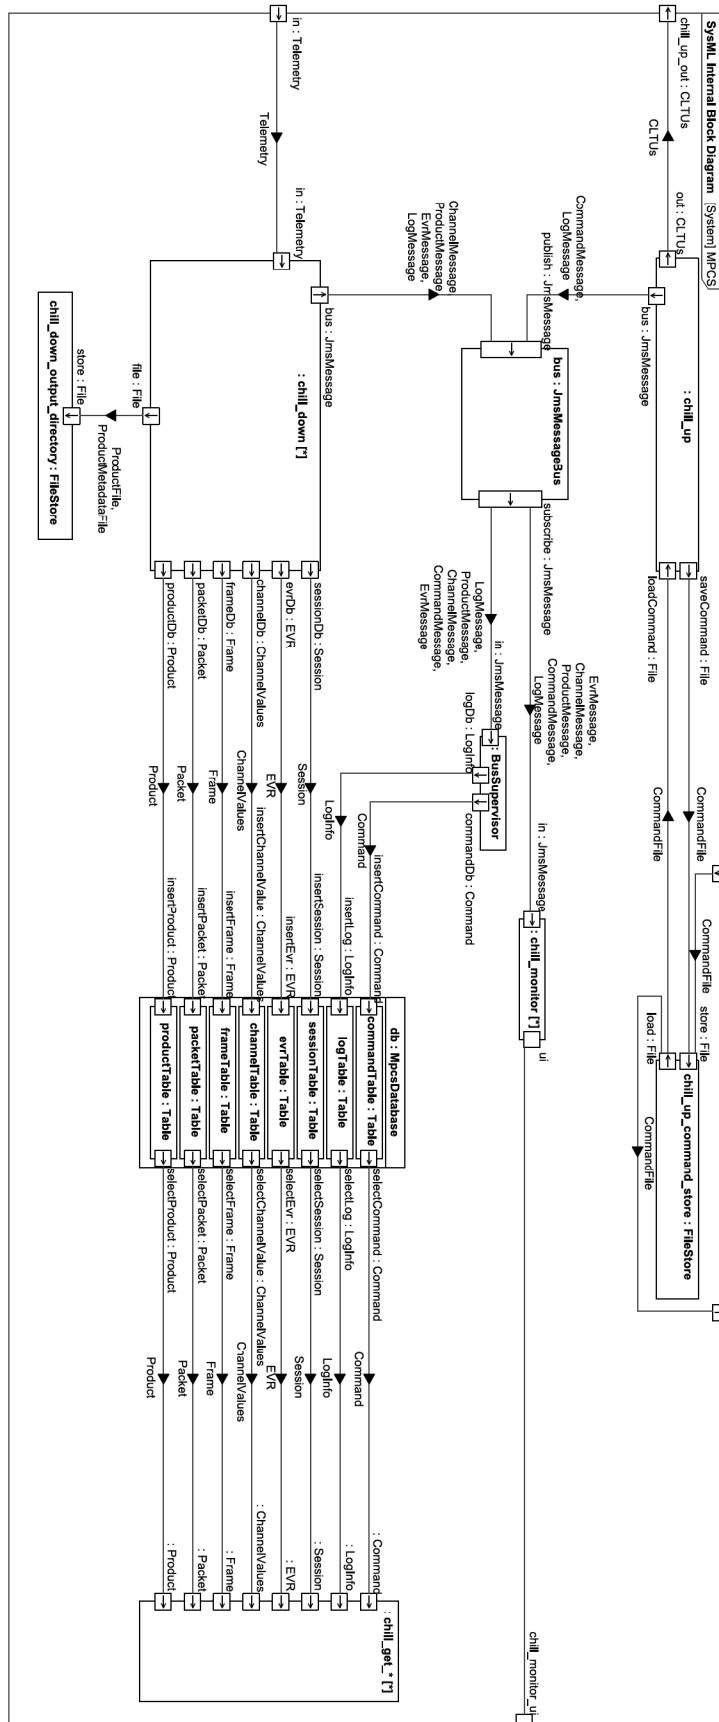 SysML Internal Block Diagram [System] MPCS
chill_up_out : CLTUs
CLTUs
out : CLTUs
: chill_up
bus : JmsMessage
saveCommand : File
loadCommand : File
CommandFile
CommandFile
CommandFile
store : File
load : File
chill_up_command_store : FileStore
CommandFile
CommandMessage,
LogMessage
publish : JmsMessage
bus : JmsMessageBus
subscribe : JmsMessage
EvrMessage,
ChannelMessage,
ProductMessage,
CommandMessage,
LogMessage
in : JmsMessage
: chill_monitor [*]
ui
chill_monitor_ui
LogMessage,
ProductMessage,
ChannelMessage,
CommandMessage,
EvrMessage
in : JmsMessage
: BusSupervisor
logDb : LogInfo
commandDb : Command
in : Telemetry
Telemetry
in : Telemetry
: chill_down [*]
bus : JmsMessage
ChannelMessage,
ProductMessage,
EvrMessage,
LogMessage
file : File
ProductFile,
ProductMetadataFile
store : File
chill_down_output_directory : FileStore
sessionDb : Session
evrDb : EVR
channelDb : ChannelValues
frameDb : Frame
packetDb : Packet
productDb : Product
Command
LogInfo
Session
EVR
ChannelValues
Frame
Packet
Product
insertCommand : Command
insertLog : LogInfo
insertSession : Session
insertEvr : EVR
insertChannelValue : ChannelValues
insertFrame : Frame
insertPacket : Packet
insertProduct : Product
db : MpcsDatabase
commandTable : Table
logTable : Table
sessionTable : Table
evrTable : Table
channelTable : Table
frameTable : Table
packetTable : Table
productTable : Table
selectCommand : Command
selectLog : LogInfo
selectSession : Session
selectEvr : EVR
selectChannelValue : ChannelValues
selectFrame : Frame
selectPacket : Packet
selectProduct : Product
Command
LogInfo
Session
EVR
ChannelValues
Frame
Packet
Product
: Command
: LogInfo
: Session
: EVR
: ChannelValues
: Frame
: Packet
: Product
: chill_get_* [*]